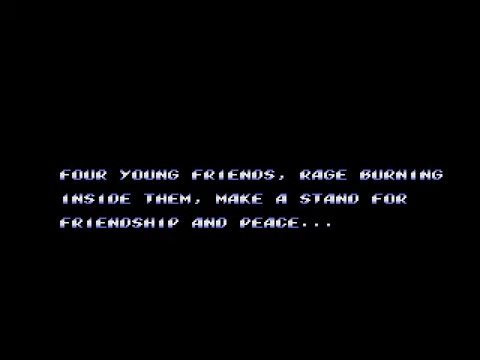 FOUR YOUNG FRIENDS, RAGE BURNING
INSIDE THEM, MAKE A STAND FOR
FRIENDSHIP AND PEACE...